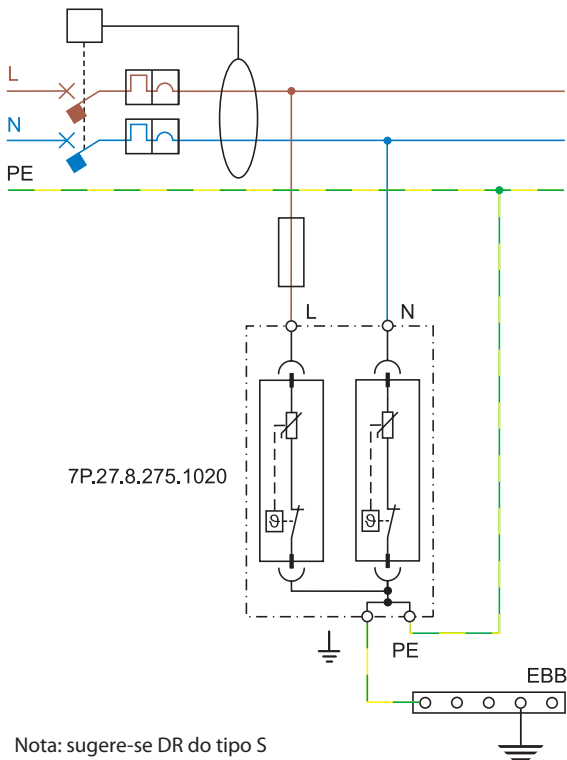 L
N
PE
L
N
7P.27.8.275.1020
ϑ
ϑ
PE
EBB
Nota: sugere-se DR do tipo S